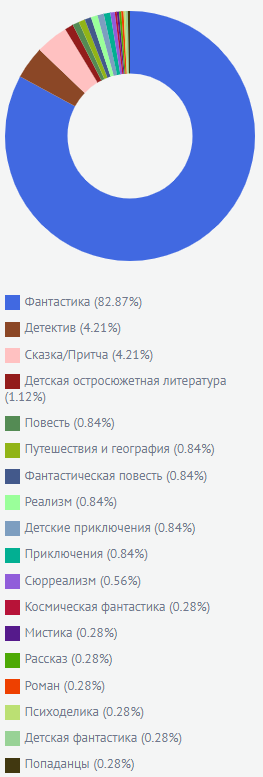 Фантастика (82.87%)
Детектив (4.21%)
Сказка/Притча (4.21%)
Детская остросюжетная литература
(1.12%)
Повесть (0.84%)
Путешествия и география (0.84%)
Фантастическая повесть (0.84%)
Реализм (0.84%)
Детские приключения (0.84%)
Приключения (0.84%)
Сюрреализм (0.56%)
Космическая фантастика (0.28%)
Мистика (0.28%)
Рассказ (0.28%)
Роман (0.28%)
Психоделика (0.28%)
Детская фантастика (0.28%)
Попаданцы (0.28%)